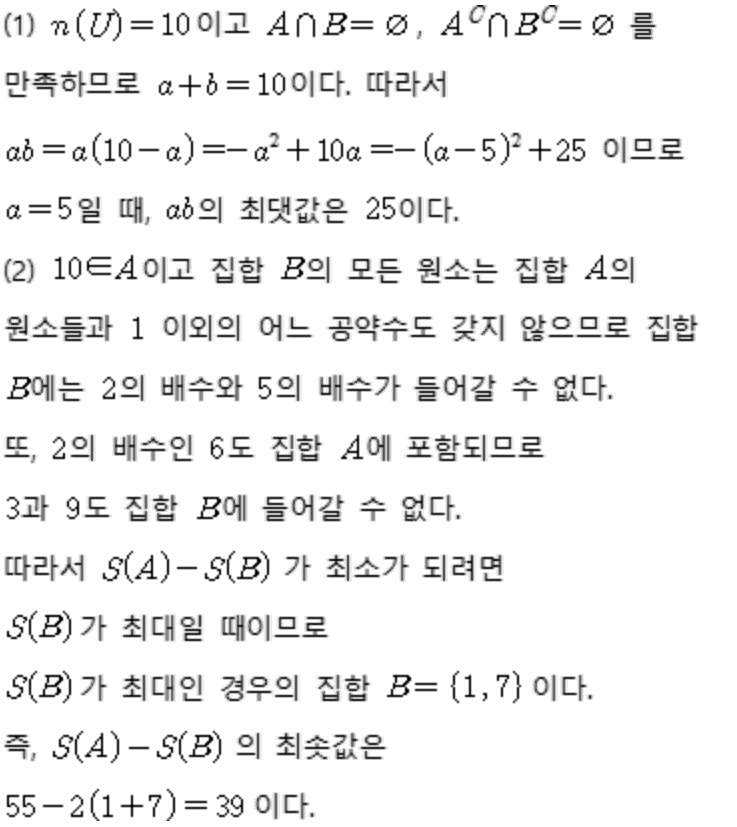 (1) n(U)=10이고 A∩B=∅, A^C∩B^C=∅ 를
만족하므로 a+b=10이다. 따라서
ab=a(10-a)=-a²+10a=-(a-5)²+25 이므로
a=5일 때, ab의 최댓값은 25이다.
(2) 10∈A이고 집합 B의 모든 원소는 집합 A의
원소들과 1 이외의 어느 공약수도 갖지 않으므로 집합
B에는 2의 배수와 5의 배수가 들어갈 수 없다.
또, 2의 배수인 6도 집합 A에 포함되므로
3과 9도 집합 B에 들어갈 수 없다.
따라서 S(A)-S(B) 가 최소가 되려면
S(B)가 최대일 때이므로
S(B)가 최대인 경우의 집합 B={1,7}이다.
즉, S(A)-S(B) 의 최솟값은
55-2(1+7)=39 이다.